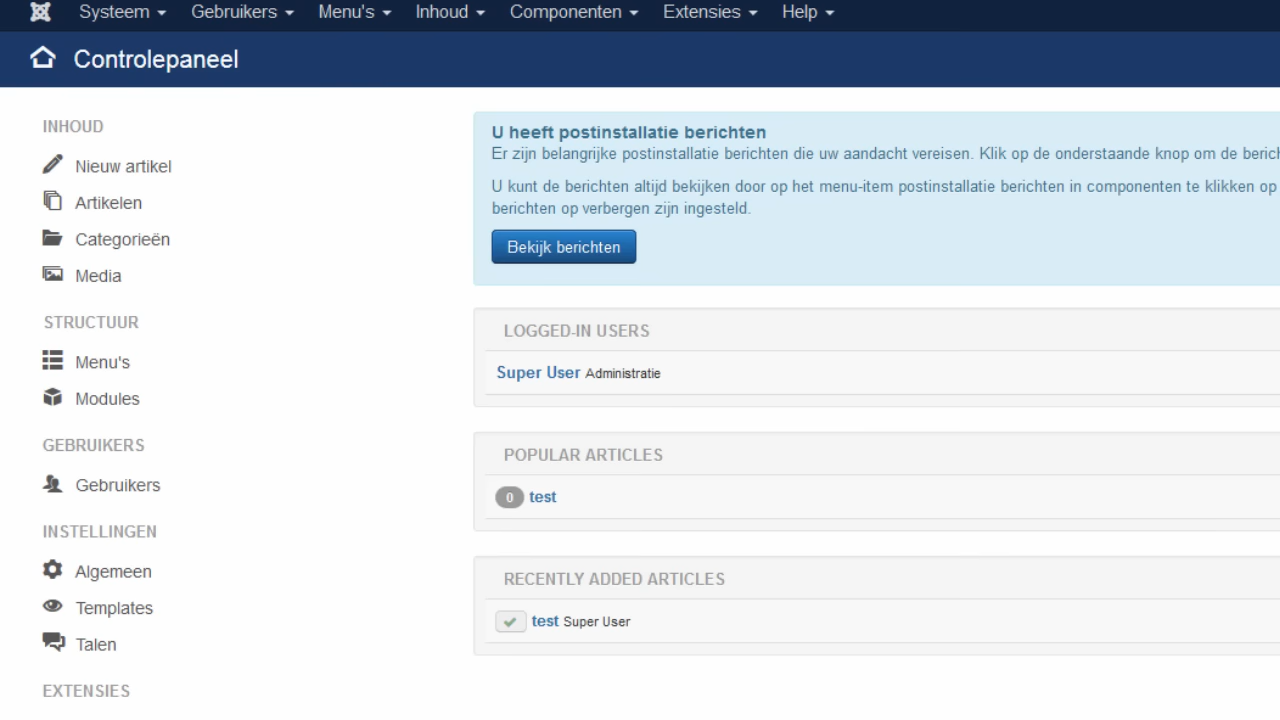 Systeem Gebruikers Menu's Inhoud Componenten Extensies Help
Controlepaneel
INHOUD
Nieuw artikel
Artikelen
Categorieën
Media
STRUCTUUR
Menu's
Modules
GEBRUIKERS
Gebruikers
INSTELLINGEN
Algemeen
Templates
Talen
EXTENSIES
U heeft postinstallatie berichten
Er zijn belangrijke postinstallatie berichten die uw aandacht vereisen. Klik op de onderstaande knop om de
U kunt de berichten altijd bekijken door op het menu-item postinstallatie berichten in componenten te klikken op
berichten op verbergen zijn ingesteld.
Bekijk berichten
LOGGED-IN USERS
Super User Administratie
POPULAR ARTICLES
0 test
RECENTLY ADDED ARTICLES
test Super User